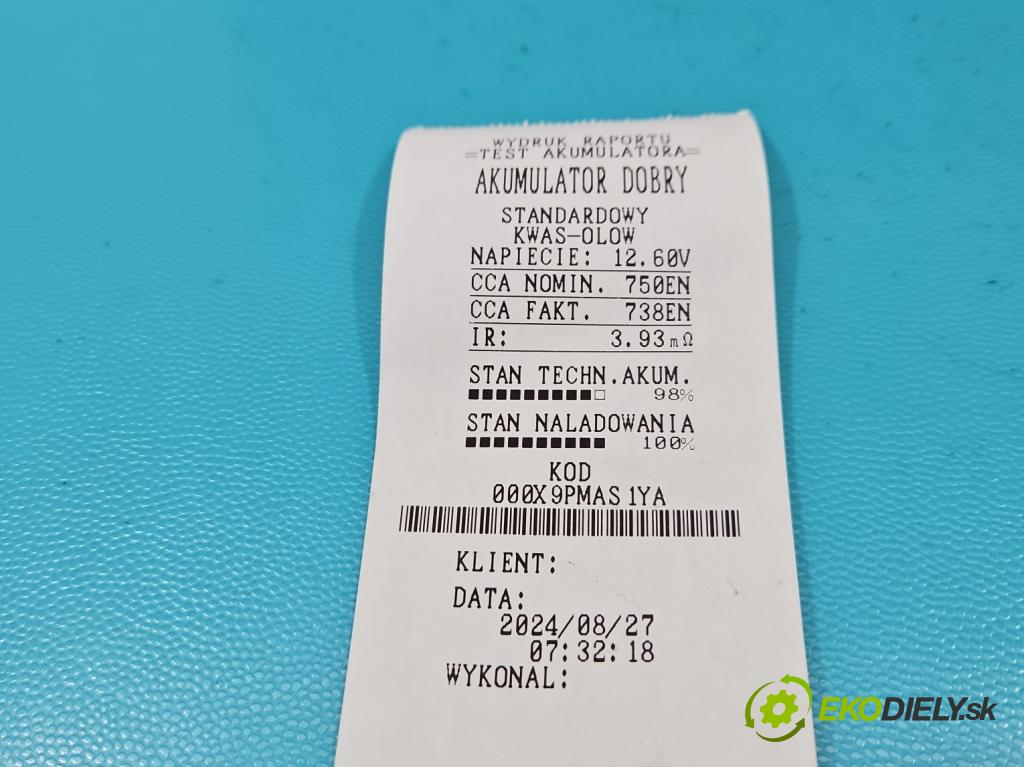 WYDRUK RAPORTU
=TEST AKUMULATORA=
AKUMULATOR DOBRY
STANDARDOWY
KWAS-OLOW
NAPIECIE: 12.60V
CCA NOMIN. 750EN
CCA FAKT. 738EN
IR: 3.93mΩ
STAN TECHN.AKUM.
98%
STAN NALADOWANIA
100%
KOD
000X9PMAS1YA
KLIENT:
DATA:
2024/08/27
07:32:18
WYKONAL:
EKODIELY.sk